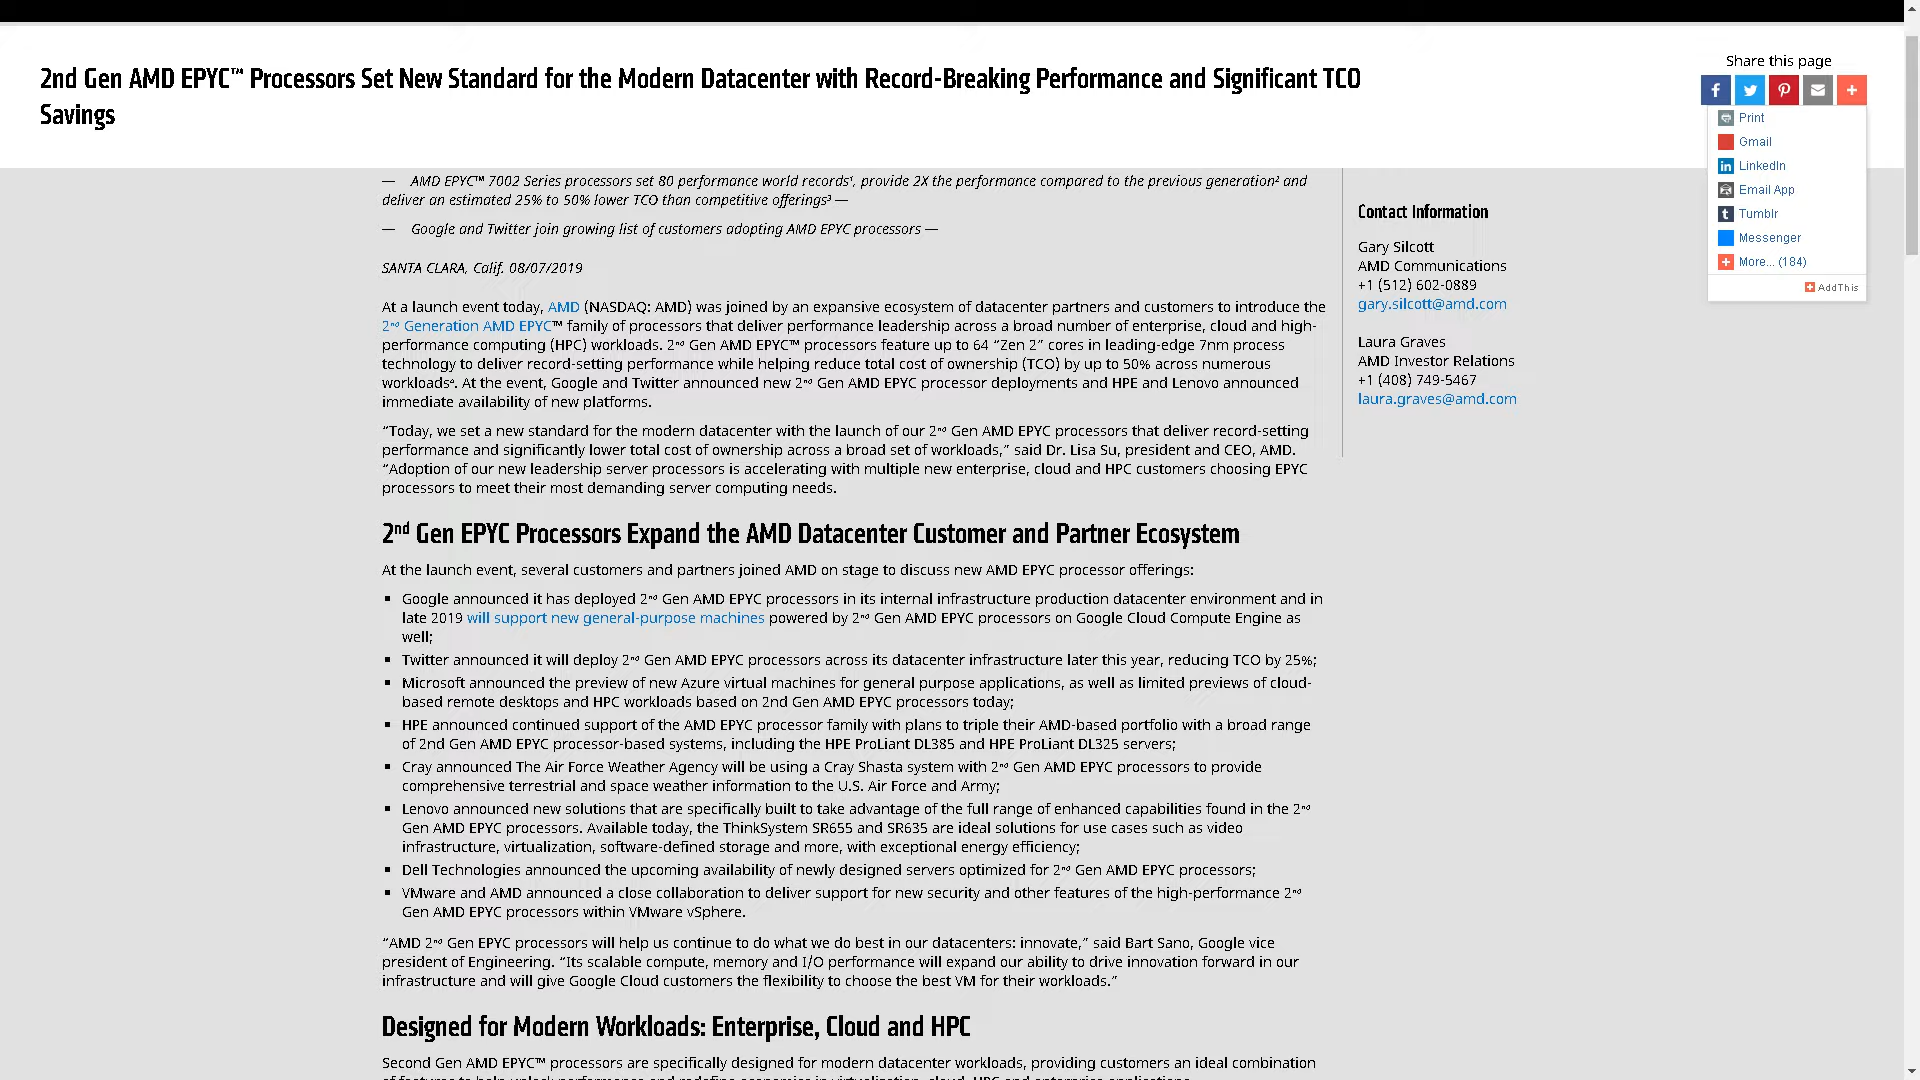 2nd Gen AMD EPYC™ Processors Set New Standard for the Modern Datacenter with Record-Breaking Performance and Significant TCO
Savings
Share this page
Print
Gmail
LinkedIn
Email App
Tumblr
Messenger
More... (184)
AddThis
— AMD EPYC™ 7002 Series processors set 80 performance world records¹, provide 2X the performance compared to the previous generation² and
deliver an estimated 25% to 50% lower TCO than competitive offerings³ —
— Google and Twitter join growing list of customers adopting AMD EPYC processors —
SANTA CLARA, Calif. 08/07/2019
At a launch event today, AMD (NASDAQ: AMD) was joined by an expansive ecosystem of datacenter partners and customers to introduce the
2ⁿᵈ Generation AMD EPYC™ family of processors that deliver performance leadership across a broad number of enterprise, cloud and high-
performance computing (HPC) workloads. 2ⁿᵈ Gen AMD EPYC™ processors feature up to 64 “Zen 2” cores in leading-edge 7nm process
technology to deliver record-setting performance while helping reduce total cost of ownership (TCO) by up to 50% across numerous
workloads⁴. At the event, Google and Twitter announced new 2ⁿᵈ Gen AMD EPYC processor deployments and HPE and Lenovo announced
immediate availability of new platforms.
“Today, we set a new standard for the modern datacenter with the launch of our 2ⁿᵈ Gen AMD EPYC processors that deliver record-setting
performance and significantly lower total cost of ownership across a broad set of workloads,” said Dr. Lisa Su, president and CEO, AMD.
“Adoption of our new leadership server processors is accelerating with multiple new enterprise, cloud and HPC customers choosing EPYC
processors to meet their most demanding server computing needs.
2ⁿᵈ Gen EPYC Processors Expand the AMD Datacenter Customer and Partner Ecosystem
At the launch event, several customers and partners joined AMD on stage to discuss new AMD EPYC processor offerings:
▪ Google announced it has deployed 2ⁿᵈ Gen AMD EPYC processors in its internal infrastructure production datacenter environment and in
late 2019 will support new general-purpose machines powered by 2ⁿᵈ Gen AMD EPYC processors on Google Cloud Compute Engine as
well;
▪ Twitter announced it will deploy 2ⁿᵈ Gen AMD EPYC processors across its datacenter infrastructure later this year, reducing TCO by 25%;
▪ Microsoft announced the preview of new Azure virtual machines for general purpose applications, as well as limited previews of cloud-
based remote desktops and HPC workloads based on 2nd Gen AMD EPYC processors today;
▪ HPE announced continued support of the AMD EPYC processor family with plans to triple their AMD-based portfolio with a broad range
of 2nd Gen AMD EPYC processor-based systems, including the HPE ProLiant DL385 and HPE ProLiant DL325 servers;
▪ Cray announced The Air Force Weather Agency will be using a Cray Shasta system with 2ⁿᵈ Gen AMD EPYC processors to provide
comprehensive terrestrial and space weather information to the U.S. Air Force and Army;
▪ Lenovo announced new solutions that are specifically built to take advantage of the full range of enhanced capabilities found in the 2ⁿᵈ
Gen AMD EPYC processors. Available today, the ThinkSystem SR655 and SR635 are ideal solutions for use cases such as video
infrastructure, virtualization, software-defined storage and more, with exceptional energy efficiency;
▪ Dell Technologies announced the upcoming availability of newly designed servers optimized for 2ⁿᵈ Gen AMD EPYC processors;
▪ VMware and AMD announced a close collaboration to deliver support for new security and other features of the high-performance 2ⁿᵈ
Gen AMD EPYC processors within VMware vSphere.
“AMD 2ⁿᵈ Gen EPYC processors will help us continue to do what we do best in our datacenters: innovate,” said Bart Sano, Google vice
president of Engineering. “Its scalable compute, memory and I/O performance will expand our ability to drive innovation forward in our
infrastructure and will give Google Cloud customers the flexibility to choose the best VM for their workloads.”
Designed for Modern Workloads: Enterprise, Cloud and HPC
Second Gen AMD EPYC™ processors are specifically designed for modern datacenter workloads, providing customers an ideal combination
Contact Information
Gary Silcott
AMD Communications
+1 (512) 602-0889
gary.silcott@amd.com
Laura Graves
AMD Investor Relations
+1 (408) 749-5467
laura.graves@amd.com